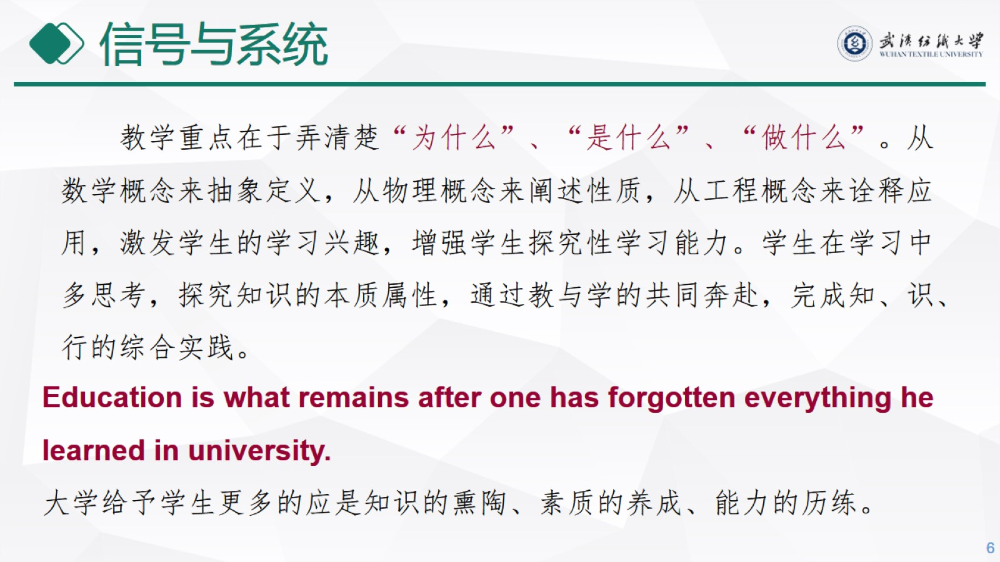 信号与系统
武汉纺织大学
WUHAN TEXTILE UNIVERSITY
教学重点在于弄清楚“为什么”、“是什么”、“做什么”。从
数学概念来抽象定义，从物理概念来阐述性质，从工程概念来诠释应
用，激发学生的学习兴趣，增强学生探究性学习能力。学生在学习中
多思考，探究知识的本质属性，通过教与学的共同奔赴，完成知、识、
行的综合实践。
Education is what remains after one has forgotten everything he
learned in university.
大学给予学生更多的应是知识的熏陶、素质的养成、能力的历练。
6